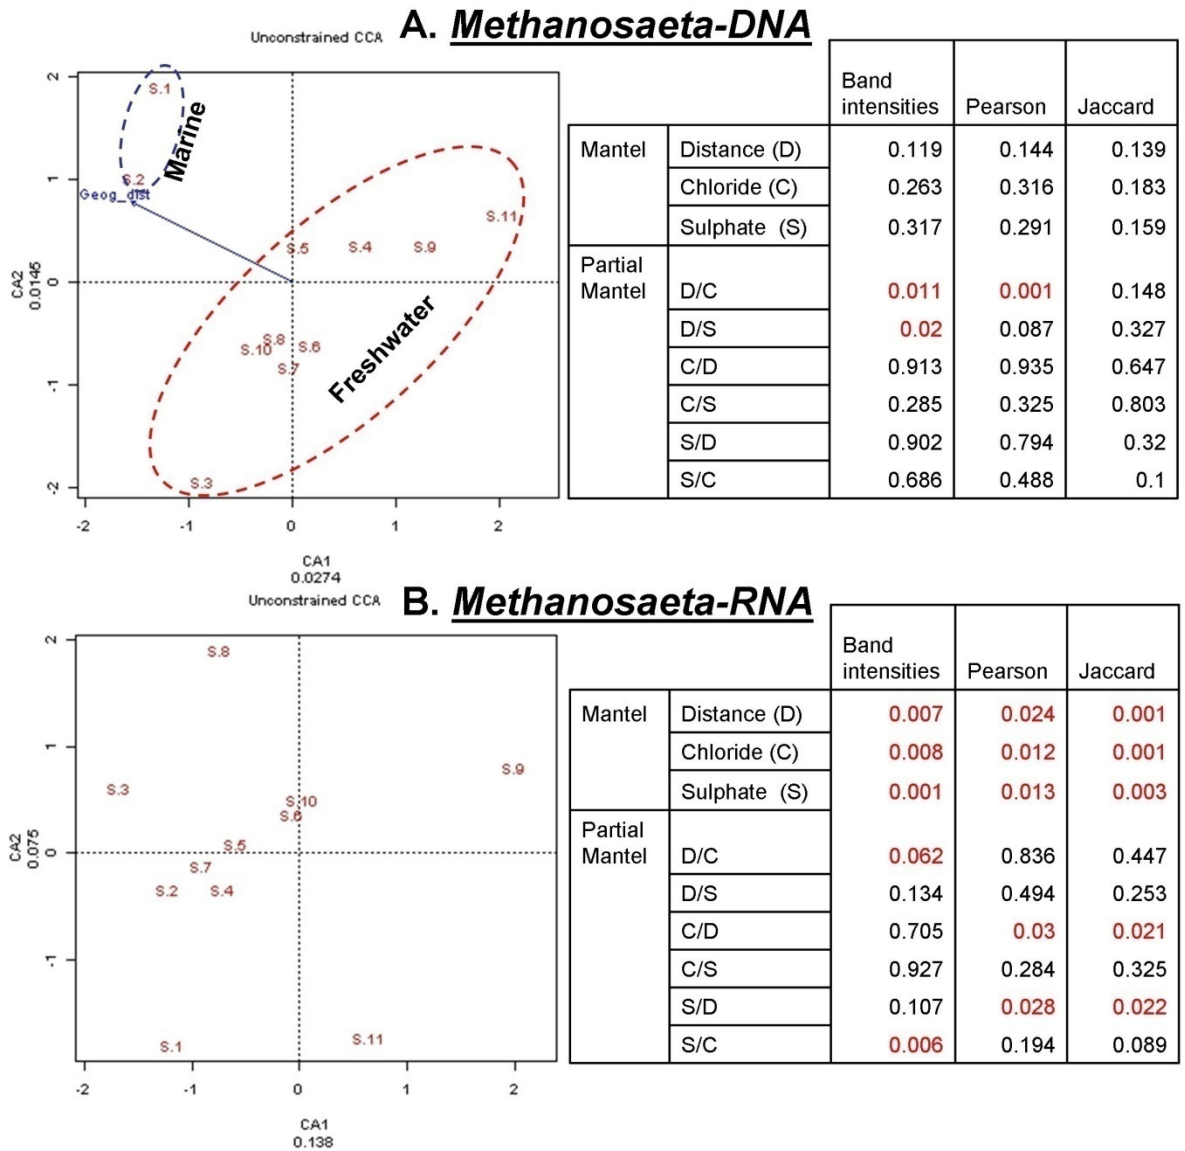 A. Methanosaeta-DNA
Unconstrained CCA
2
1
0
-1
-2
CA2
0.0145
S.1
S.2
Geog_dist
Marine
S.11
S.5 S.4 S.9
S.8
S.10 S.6
S.7
Freshwater
S.3
-2 -1 0 1 2
CA1
0.0274
Band intensities Pearson Jaccard
Mantel Distance (D) 0.119 0.144 0.139
Chloride (C) 0.263 0.316 0.183
Sulphate (S) 0.317 0.291 0.159
Partial
Mantel D/C 0.011 0.001 0.148
D/S 0.02 0.087 0.327
C/D 0.913 0.935 0.647
C/S 0.285 0.325 0.803
S/D 0.902 0.794 0.32
S/C 0.686 0.488 0.1
B. Methanosaeta-RNA
Unconstrained CCA
2
1
0
-1
CA2
0.075
S.8
S.9
S.3
S.10
S.6
S.5
S.7
S.2 S.4
S.1 S.11
-2 -1 0 1 2
CA1
0.138
Band intensities Pearson Jaccard
Mantel Distance (D) 0.007 0.024 0.001
Chloride (C) 0.008 0.012 0.001
Sulphate (S) 0.001 0.013 0.003
Partial
Mantel D/C 0.062 0.836 0.447
D/S 0.134 0.494 0.253
C/D 0.705 0.03 0.021
C/S 0.927 0.284 0.325
S/D 0.107 0.028 0.022
S/C 0.006 0.194 0.089